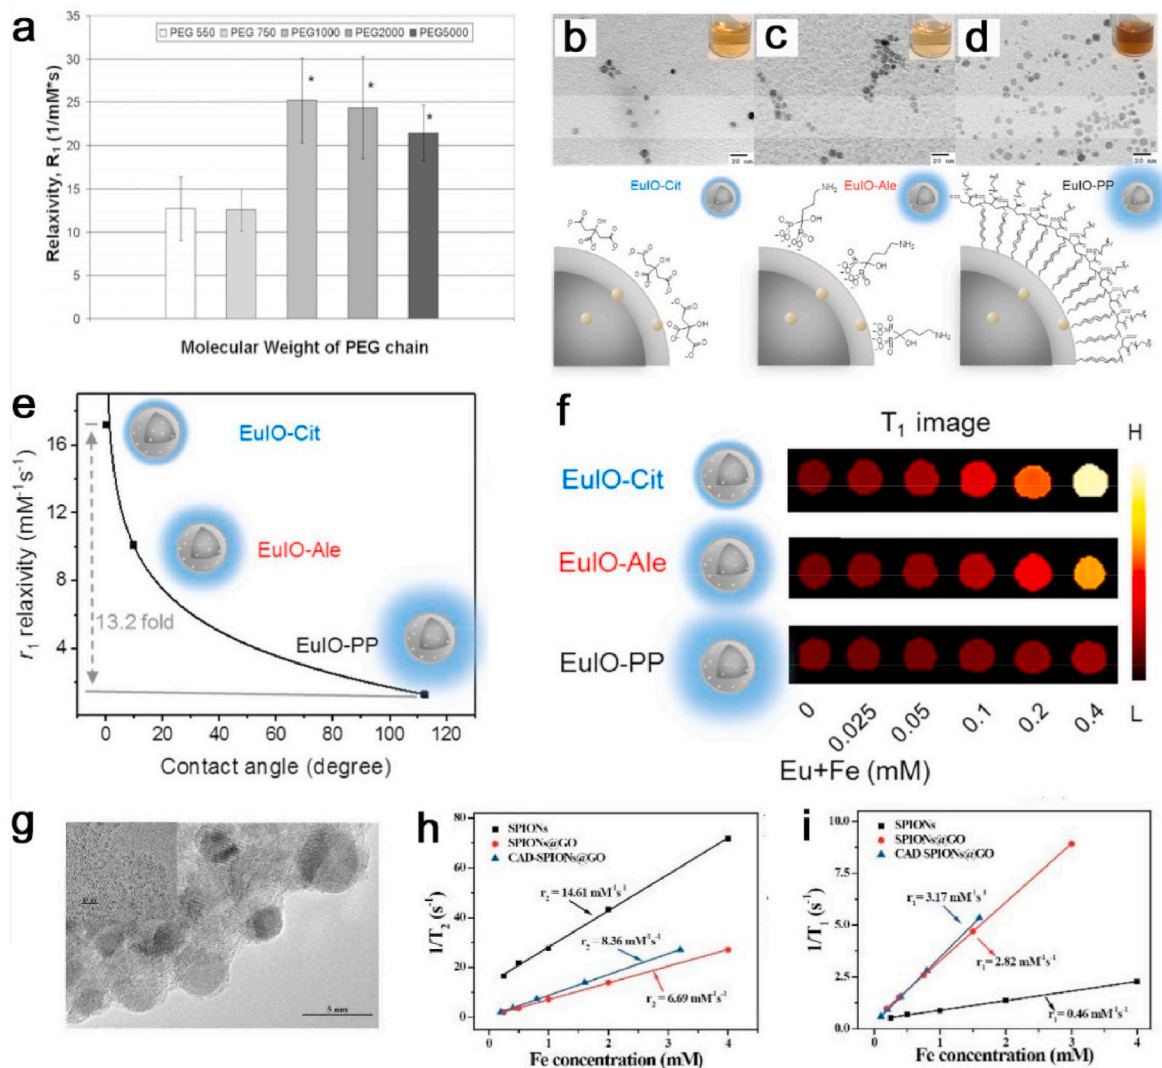 a
PEG 550 PEG 750 PEG1000 PEG2000 PEG5000
Relaxivity, R₁ (1/mM*s)
35
30
25
20
15
10
5
0
* * *
Molecular Weight of PEG chain
b c d
20 nm 20 nm 20 nm
EuIO-Cit EuIO-Ale EuIO-PP
NH₂
NH₂
NH₂
e
r₁ relaxivity (mM⁻¹s⁻¹)
16
12
8
4
EuIO-Cit
EuIO-Ale
EuIO-PP
13.2 fold
0 20 40 60 80 100 120
Contact angle (degree)
f
T₁ image
H
EuIO-Cit
EuIO-Ale
EuIO-PP
L
0 0.025 0.05 0.1 0.2 0.4
Eu+Fe (mM)
g
5 nm
h
SPIONs
SPIONs@GO
CAD-SPIONs@GO
1/T₂ (s⁻¹)
80
60
40
20
0
r₂ = 14.61 mM⁻¹s⁻¹
r₂ = 8.36 mM⁻¹s⁻¹
r₂ = 6.69 mM⁻¹s⁻¹
0 1 2 3 4
Fe concentration (mM)
i
SPIONs
SPIONs@GO
CAD SPIONs@GO
1/T₁ (s⁻¹)
10.0
7.5
5.0
2.5
0.0
r₁= 3.17 mM⁻¹s⁻¹
r₁= 2.82 mM⁻¹s⁻¹
r₁= 0.46 mM⁻¹s⁻¹
0 1 2 3 4
Fe concentration (mM)